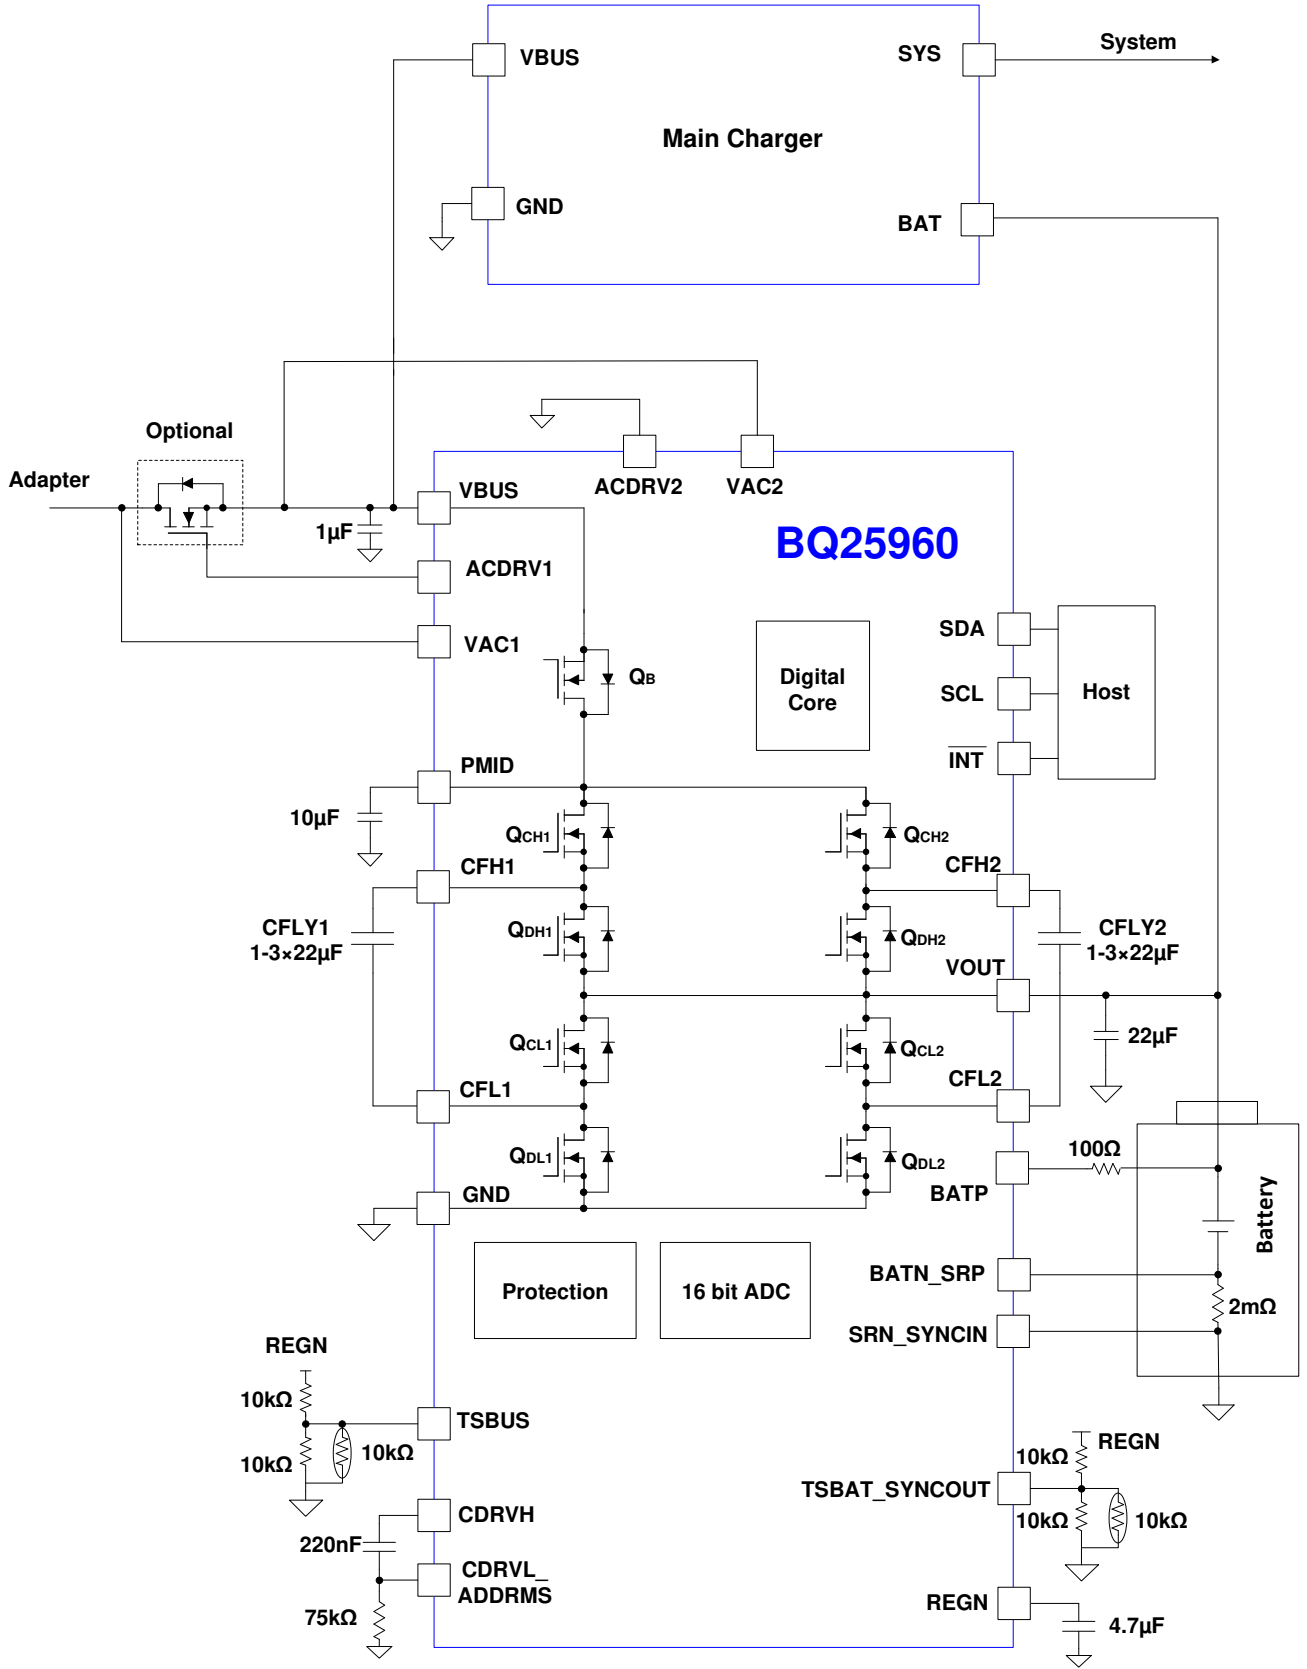 System
VBUS
SYS
Main Charger
GND
BAT
Optional
Adapter
ACDRV2
VAC2
VBUS
1µF
BQ25960
ACDRV1
VAC1
SDA
SCL
INT
Host
Digital
Core
QB
PMID
10µF
QCH1
QCH2
CFH1
CFH2
CFLY1
1-3×22µF
QDH1
QDH2
CFLY2
1-3×22µF
VOUT
QCL1
QCL2
22µF
CFL1
CFL2
QDL1
QDL2
100Ω
BATP
GND
Battery
Protection
16 bit ADC
BATN_SRP
2mΩ
SRN_SYNCIN
REGN
10kΩ
TSBUS
10kΩ
10kΩ
REGN
10kΩ
TSBAT_SYNCOUT
10kΩ
10kΩ
CDRVH
220nF
CDRVL_
ADDRMS
75kΩ
REGN
4.7µF